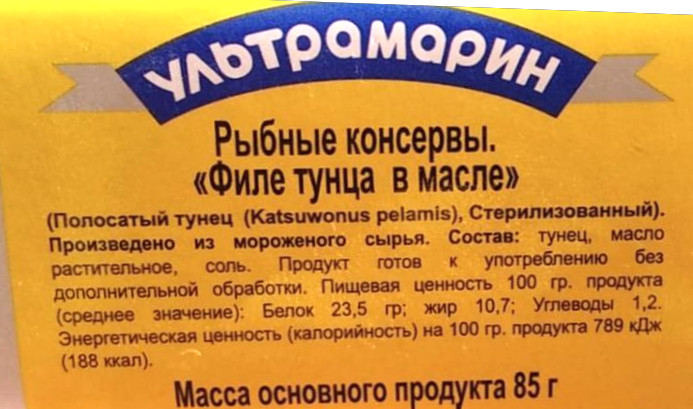 УЛЬТРАМАРИН
Рыбные консервы.
«Филе тунца в масле»
(Полосатый тунец (Katsuwonus pelamis), Стерилизованный).
Произведено из мороженого сырья. Состав: тунец, масло
растительное, соль. Продукт готов к употреблению без
дополнительной обработки. Пищевая ценность 100 гр. продукта
(среднее значение): Белок 23,5 гр; жир 10,7; Углеводы 1,2.
Энергетическая ценность (калорийность) на 100 гр. продукта 789 кДж
(188 ккал).
Масса основного продукта 85 г